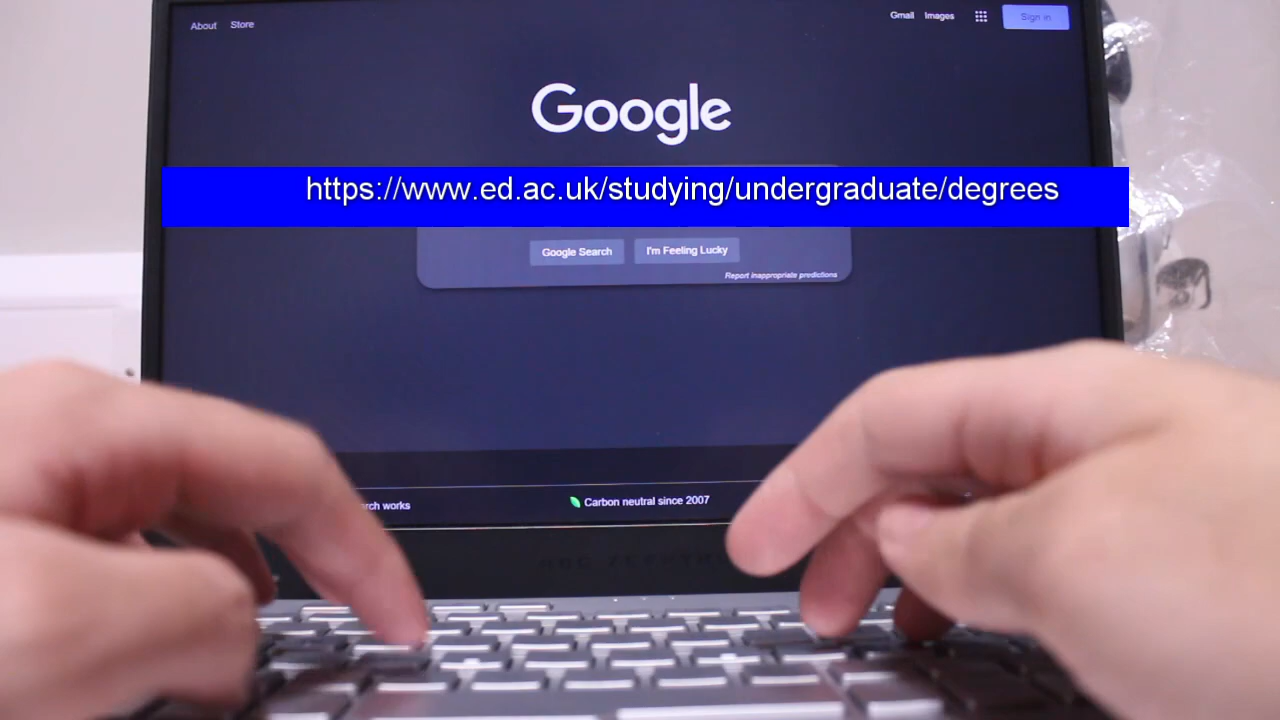 About Store
Gmail Images Sign in
Google
https://www.ed.ac.uk/studying/undergraduate/degrees
Google Search I'm Feeling Lucky
Report inappropriate predictions
works Carbon neutral since 2007